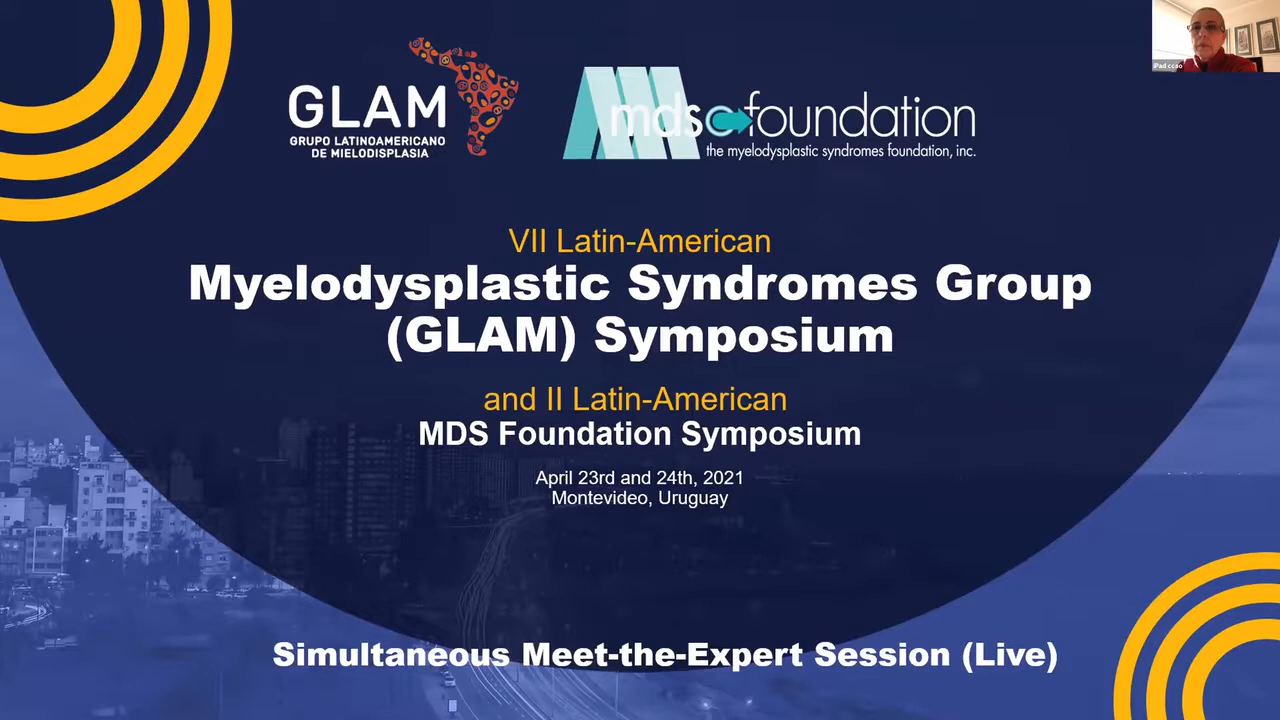 GLAM
GRUPO LATINOAMERICANO
DE MIELODISPLASIA
mds foundation
the myelodysplastic syndromes foundation, inc.
iPad ccao
VII Latin-American
Myelodysplastic Syndromes Group
(GLAM) Symposium
and II Latin-American
MDS Foundation Symposium
April 23rd and 24th, 2021
Montevideo, Uruguay
Simultaneous Meet-the-Expert Session (Live)